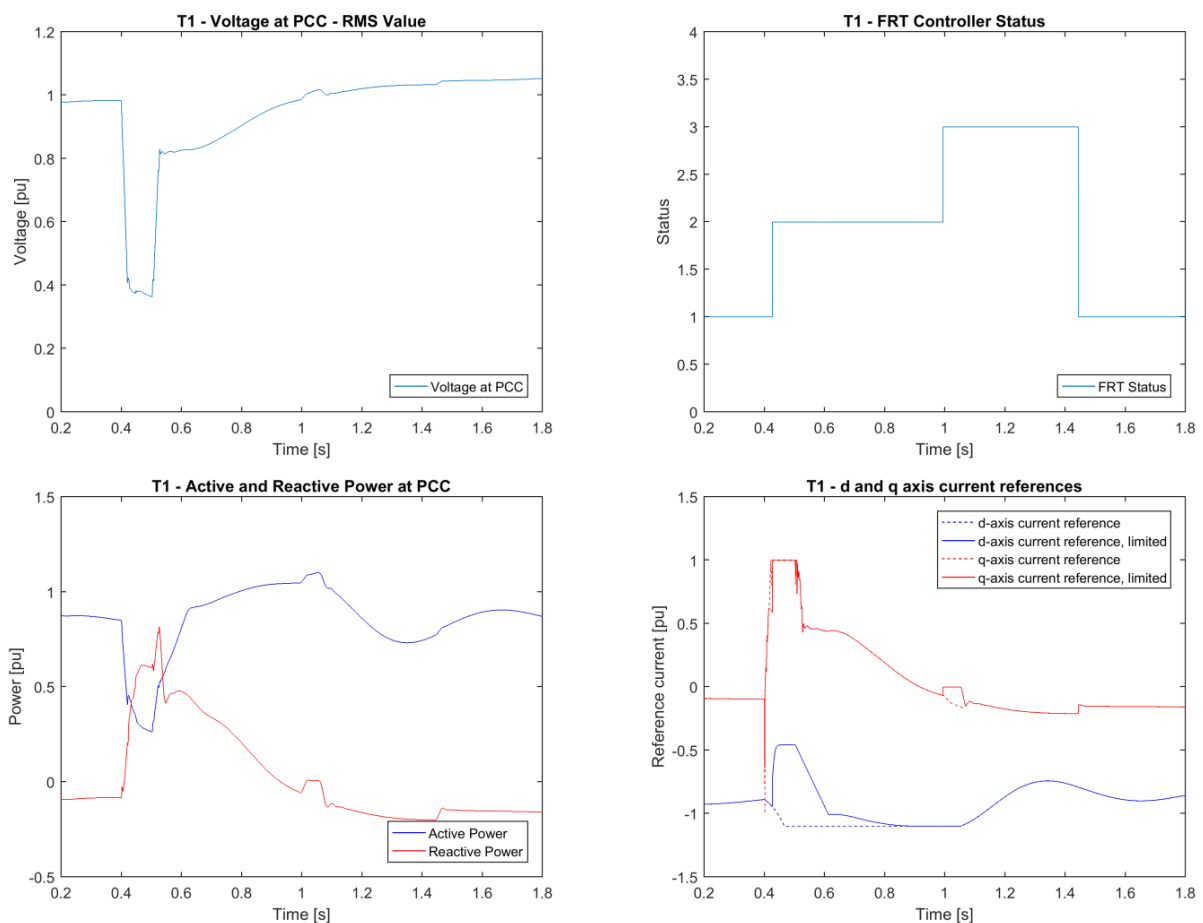 T1 - Voltage at PCC - RMS Value
1.2
1
0.8
0.6
0.4
0.2
0
Voltage [pu]
Voltage at PCC
0.2 0.4 0.6 0.8 1 1.2 1.4 1.6 1.8
Time [s]
T1 - FRT Controller Status
4
3.5
3
2.5
2
1.5
1
0.5
0
Status
FRT Status
0.2 0.4 0.6 0.8 1 1.2 1.4 1.6 1.8
Time [s]
T1 - Active and Reactive Power at PCC
1.5
1
0.5
0
-0.5
Power [pu]
Active Power
Reactive Power
0.2 0.4 0.6 0.8 1 1.2 1.4 1.6 1.8
Time [s]
T1 - d and q axis current references
1.5
1
0.5
0
-0.5
-1
-1.5
Reference current [pu]
d-axis current reference
d-axis current reference, limited
q-axis current reference
q-axis current reference, limited
0.2 0.4 0.6 0.8 1 1.2 1.4 1.6 1.8
Time [s]